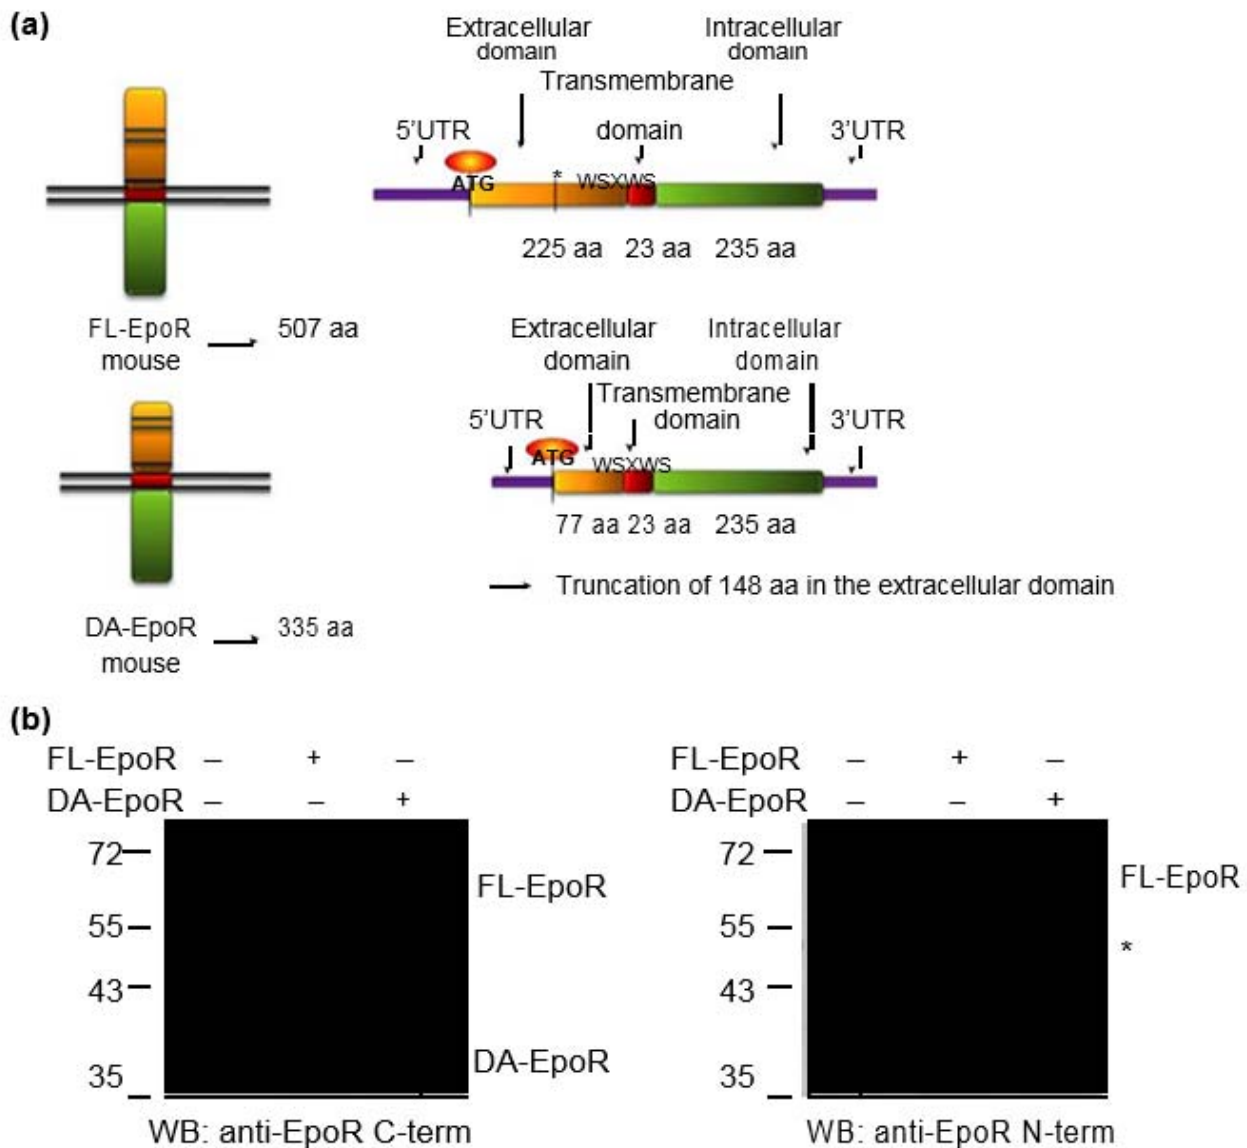 (a)
Extracellular
domain
Intracellular
domain
Transmembrane
domain
5'UTR
3'UTR
ATG
*
WSXWS
225 aa 23 aa 235 aa
FL-EpoR
mouse
507 aa
Extracellular
domain
Intracellular
domain
Transmembrane
domain
5'UTR
3'UTR
ATG
WSXWS
77 aa 23 aa 235 aa
Truncation of 148 aa in the extracellular domain
DA-EpoR
mouse
335 aa
(b)
FL-EpoR – + –
DA-EpoR – – +
72
55
43
35
FL-EpoR
DA-EpoR
WB: anti-EpoR C-term
FL-EpoR – + –
DA-EpoR – – +
72
55
43
35
FL-EpoR
*
WB: anti-EpoR N-term